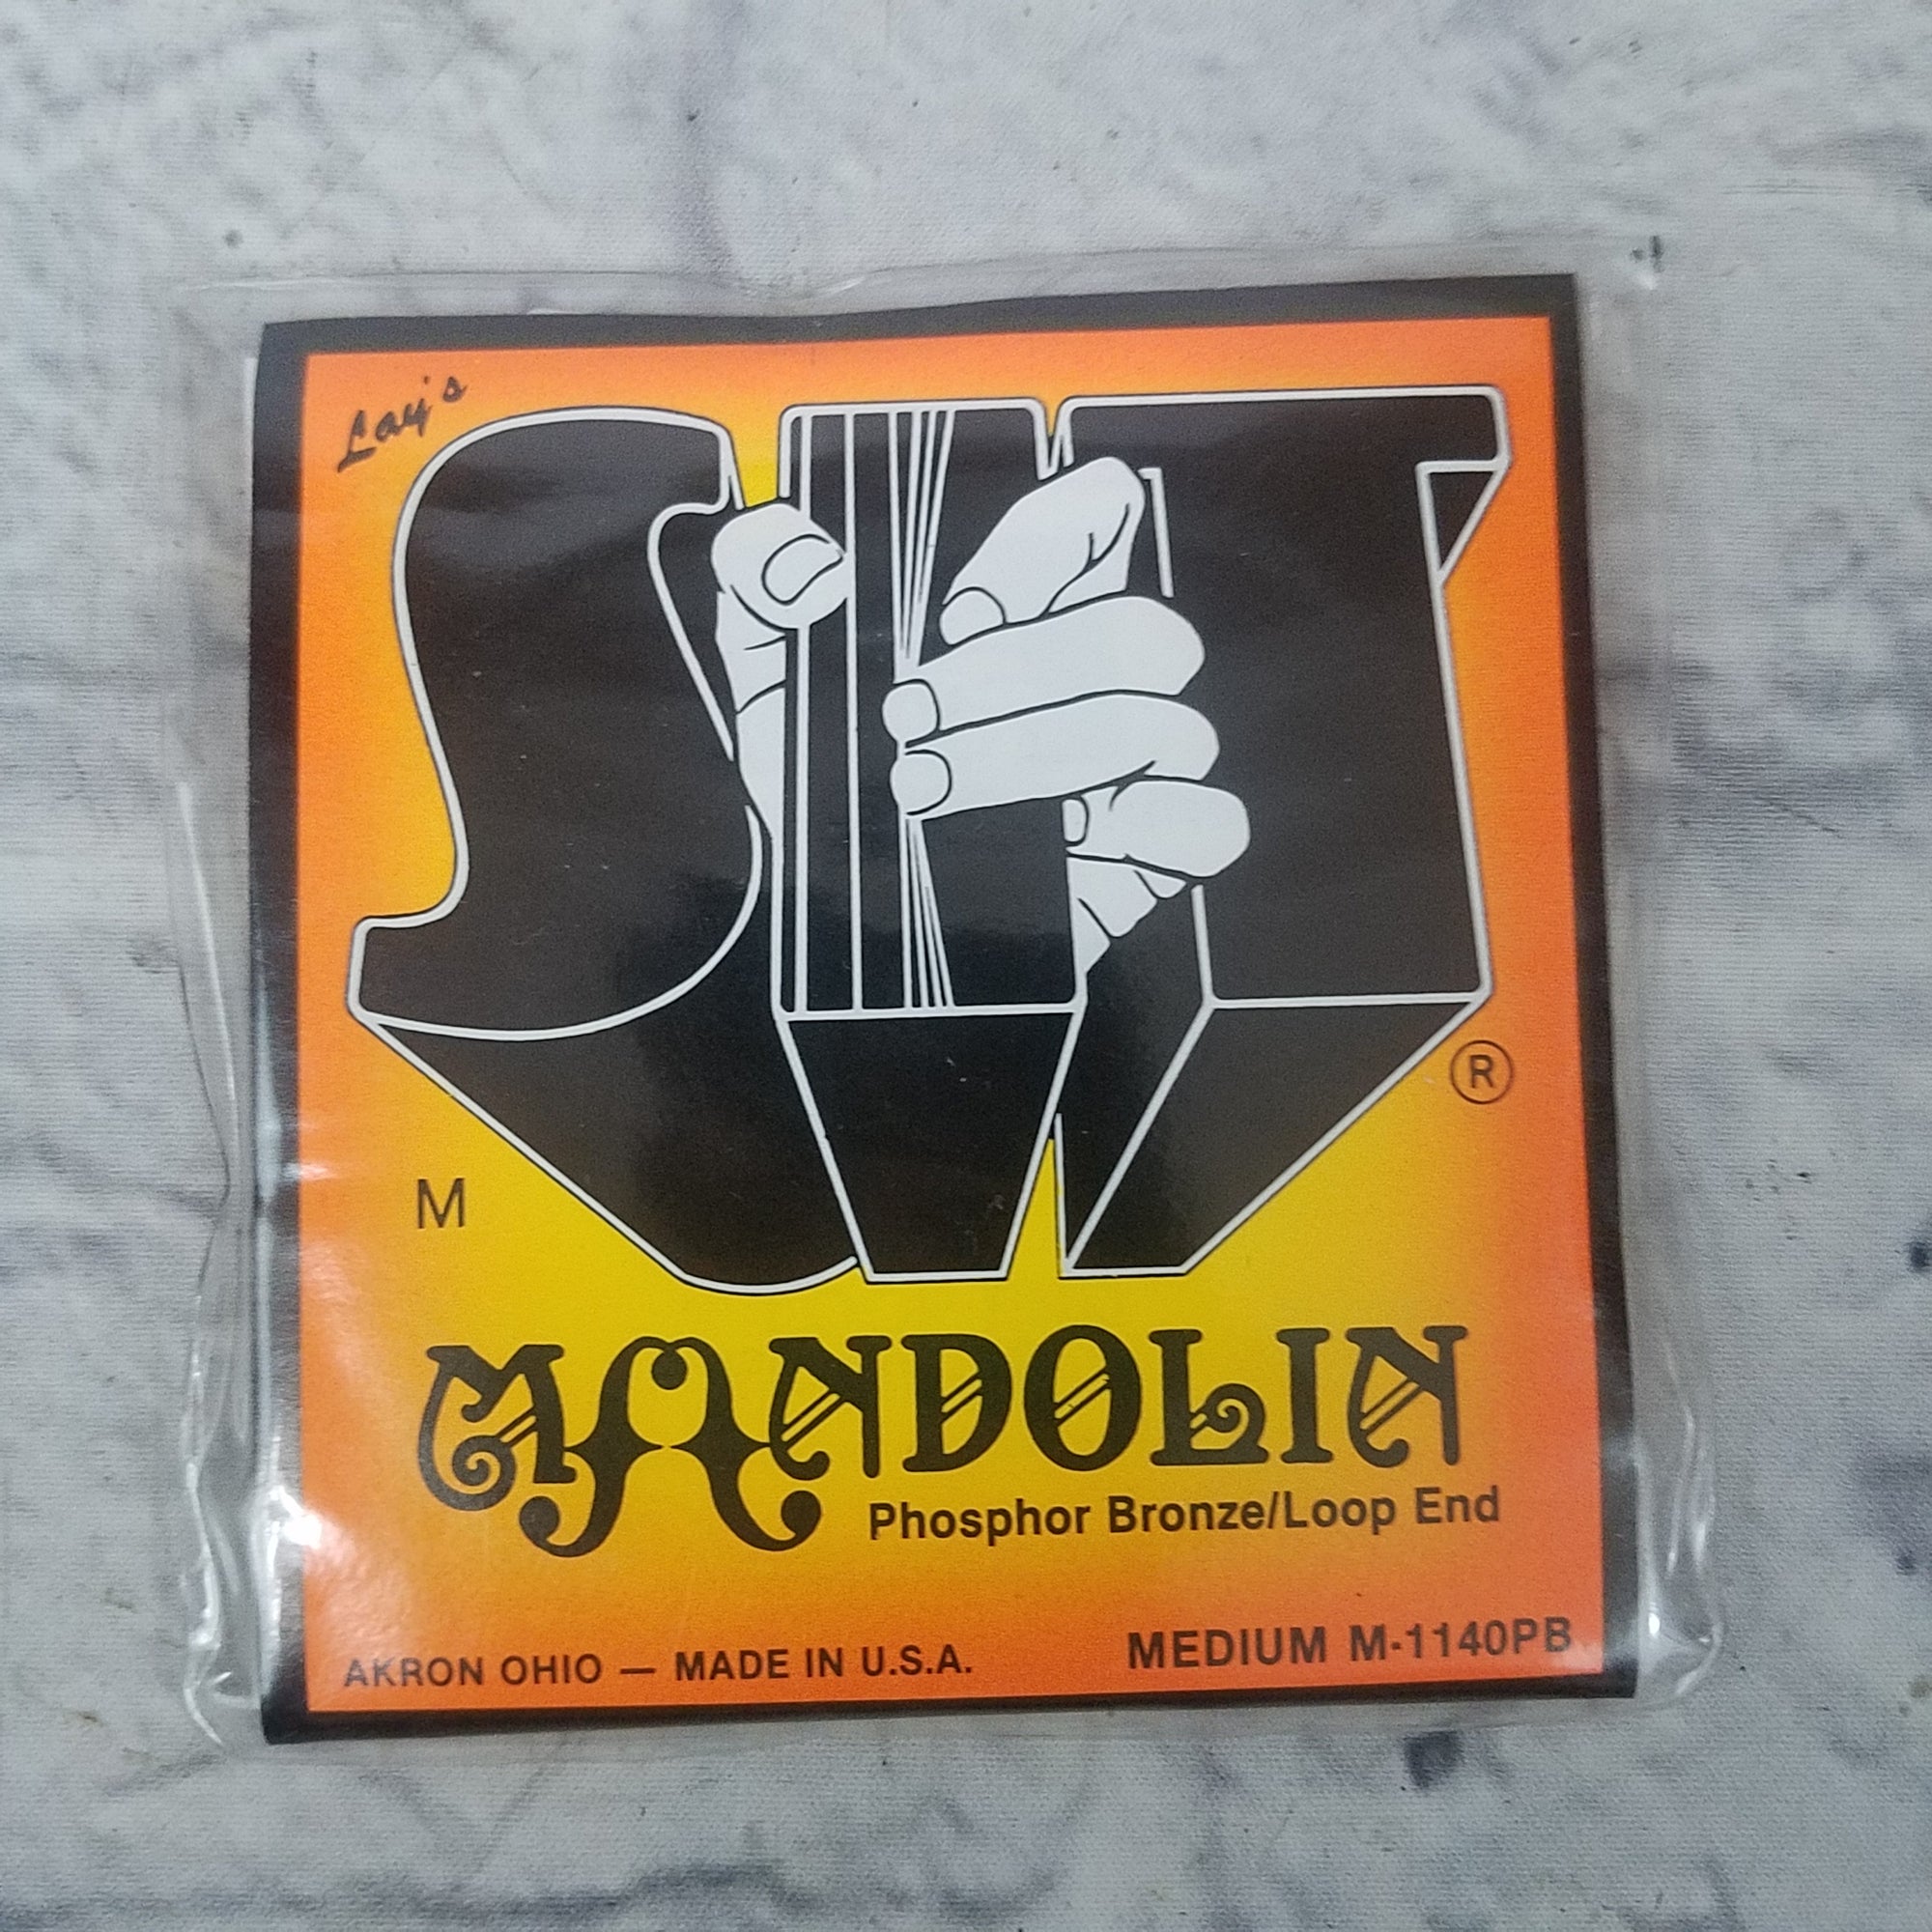 Lay's
SIT
®
M
MANDOLIN
Phosphor Bronze/Loop End
AKRON OHIO — MADE IN U.S.A.
MEDIUM M-1140PB